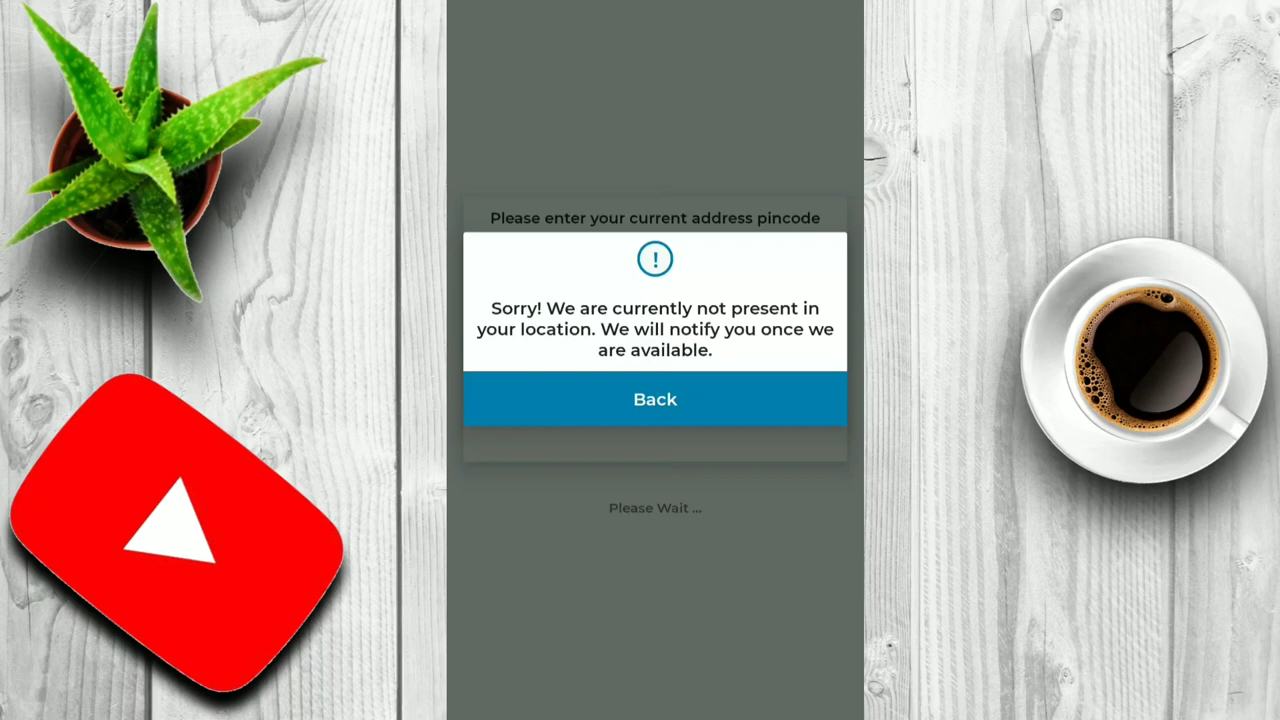 Please enter your current address pincode
!
Sorry! We are currently not present in
your location. We will notify you once we
are available.
Back
Please Wait ...